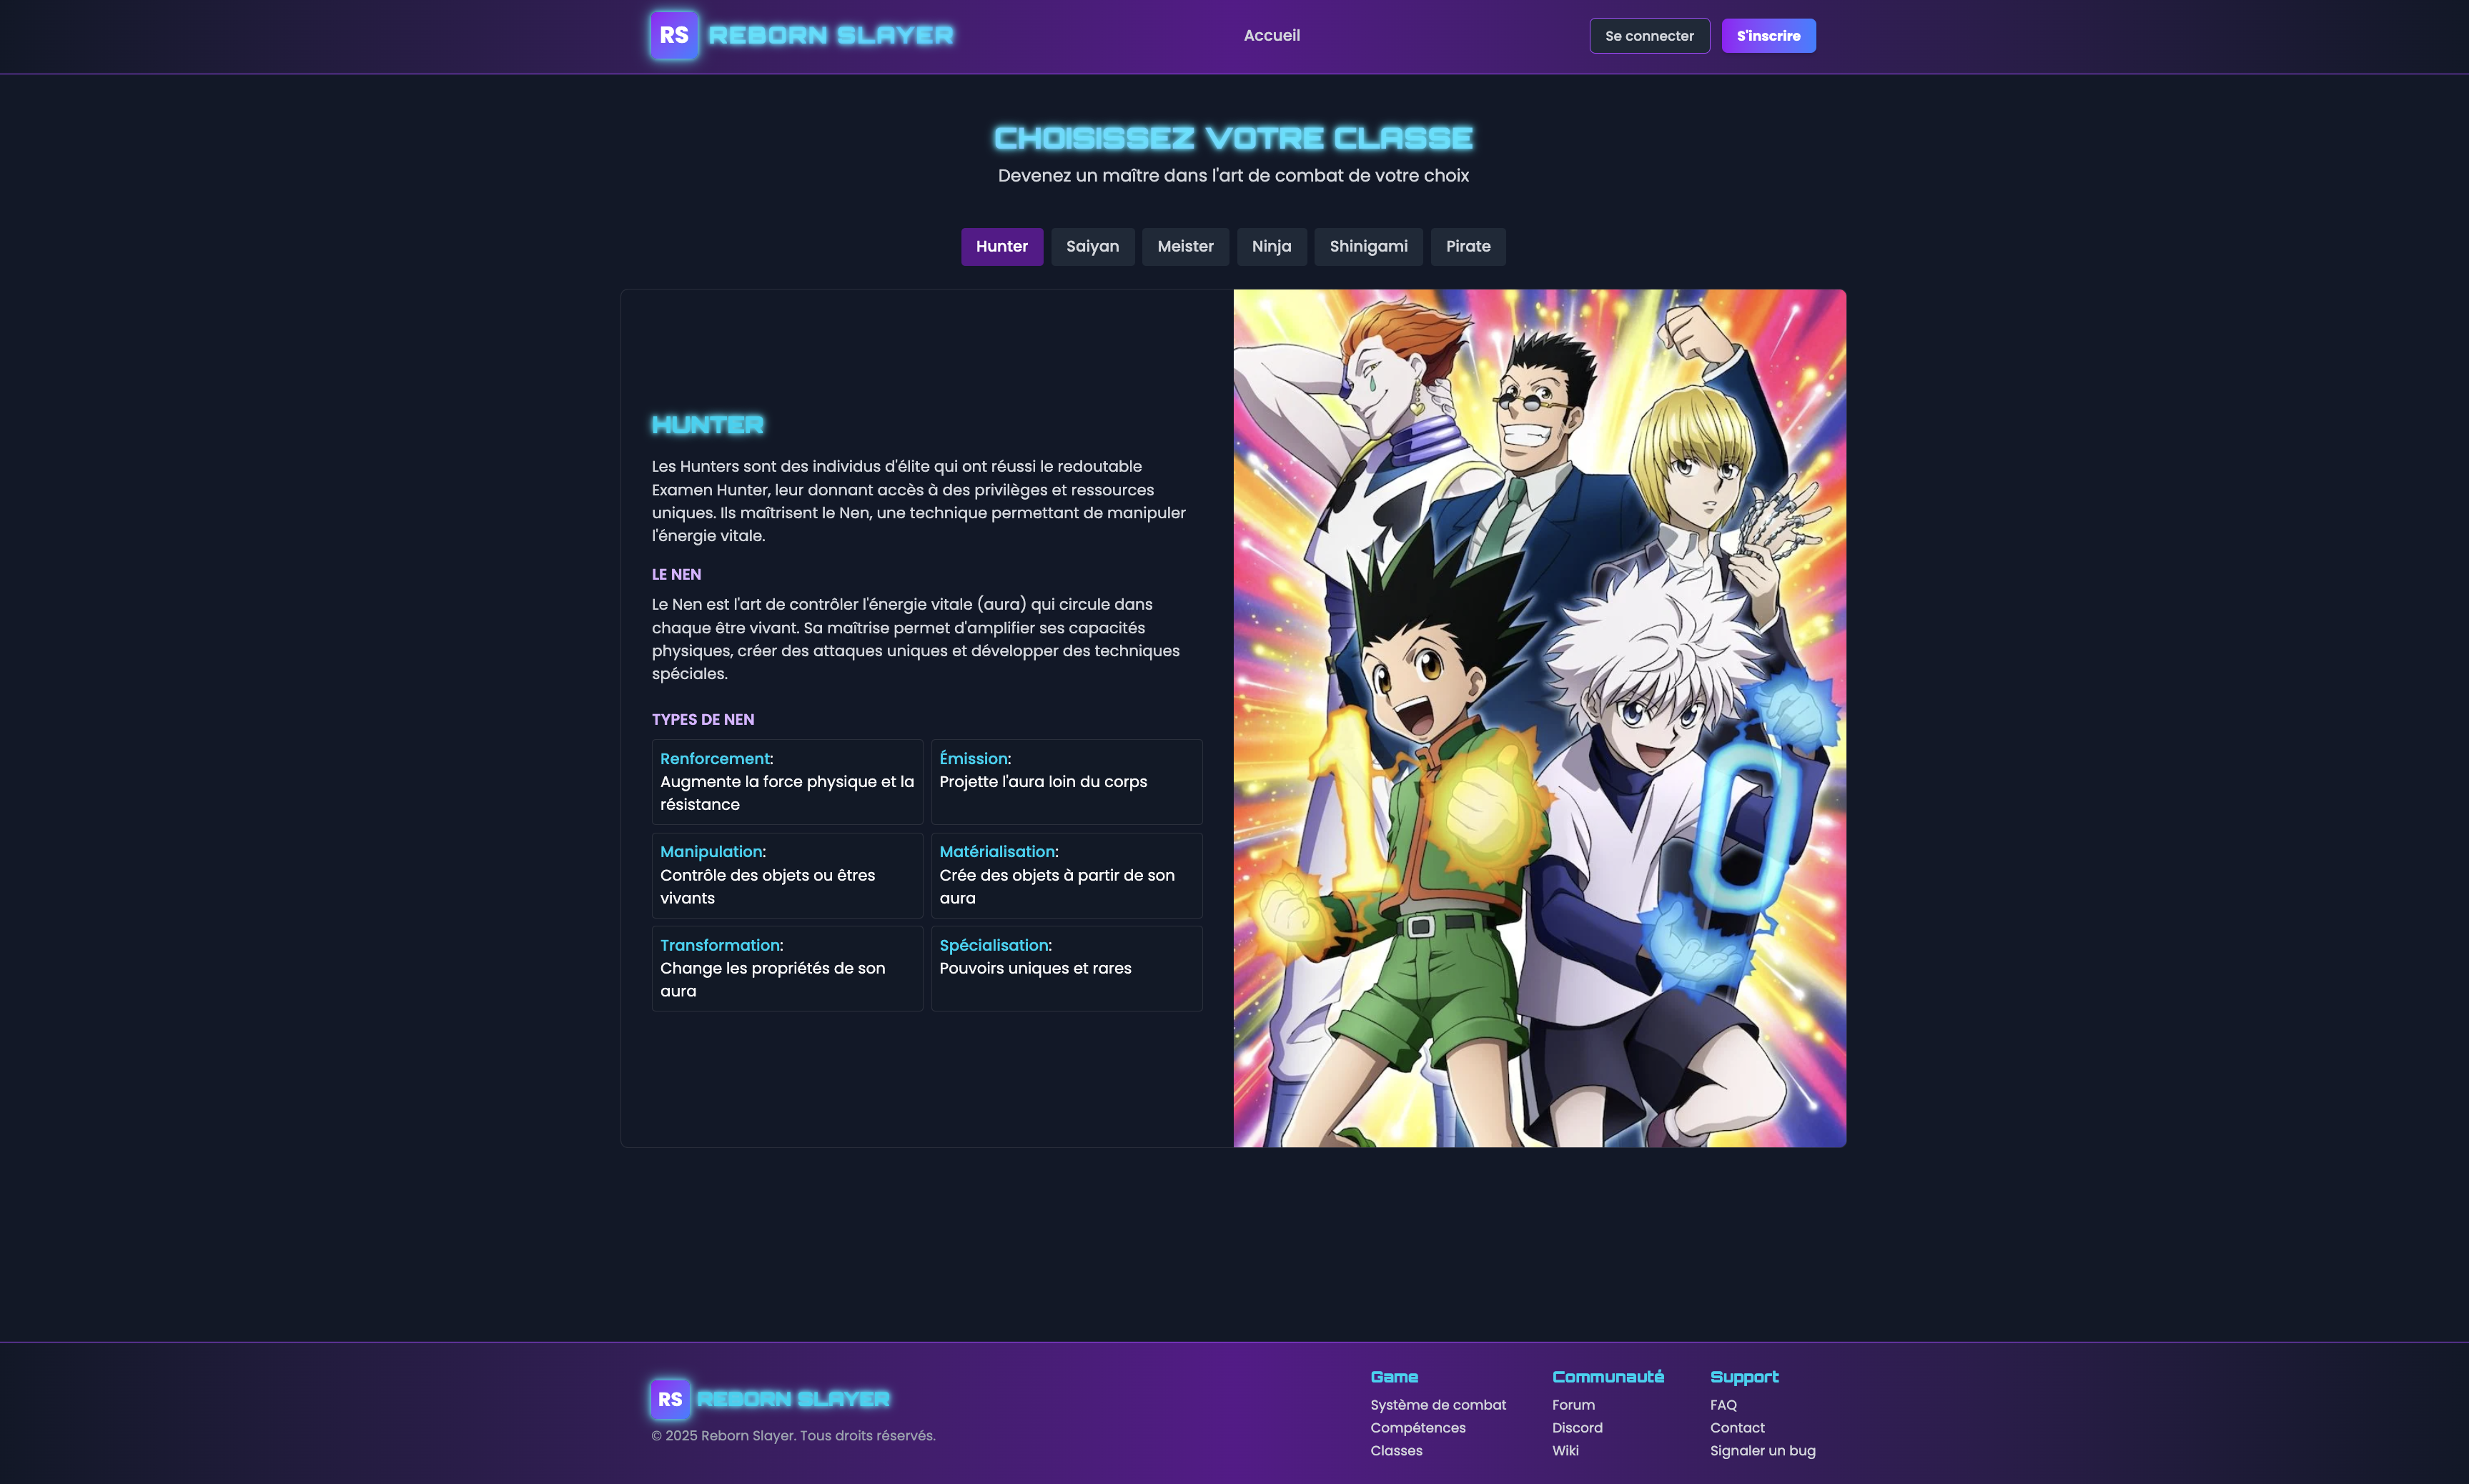 RS REBORN SLAYER
Accueil
Se connecter
S'inscrire
CHOISISSEZ VOTRE CLASSE
Devenez un maître dans l'art de combat de votre choix
Hunter
Saiyan
Meister
Ninja
Shinigami
Pirate
HUNTER
Les Hunters sont des individus d'élite qui ont réussi le redoutable
Examen Hunter, leur donnant accès à des privilèges et ressources
uniques. Ils maîtrisent le Nen, une technique permettant de manipuler
l'énergie vitale.
LE NEN
Le Nen est l'art de contrôler l'énergie vitale (aura) qui circule dans
chaque être vivant. Sa maîtrise permet d'amplifier ses capacités
physiques, créer des attaques uniques et développer des techniques
spéciales.
TYPES DE NEN
Renforcement:
Augmente la force physique et la
résistance
Émission:
Projette l'aura loin du corps
Manipulation:
Contrôle des objets ou êtres
vivants
Matérialisation:
Crée des objets à partir de son
aura
Transformation:
Change les propriétés de son
aura
Spécialisation:
Pouvoirs uniques et rares
1
0
RS REBORN SLAYER
© 2025 Reborn Slayer. Tous droits réservés.
Game
Système de combat
Compétences
Classes
Communauté
Forum
Discord
Wiki
Support
FAQ
Contact
Signaler un bug